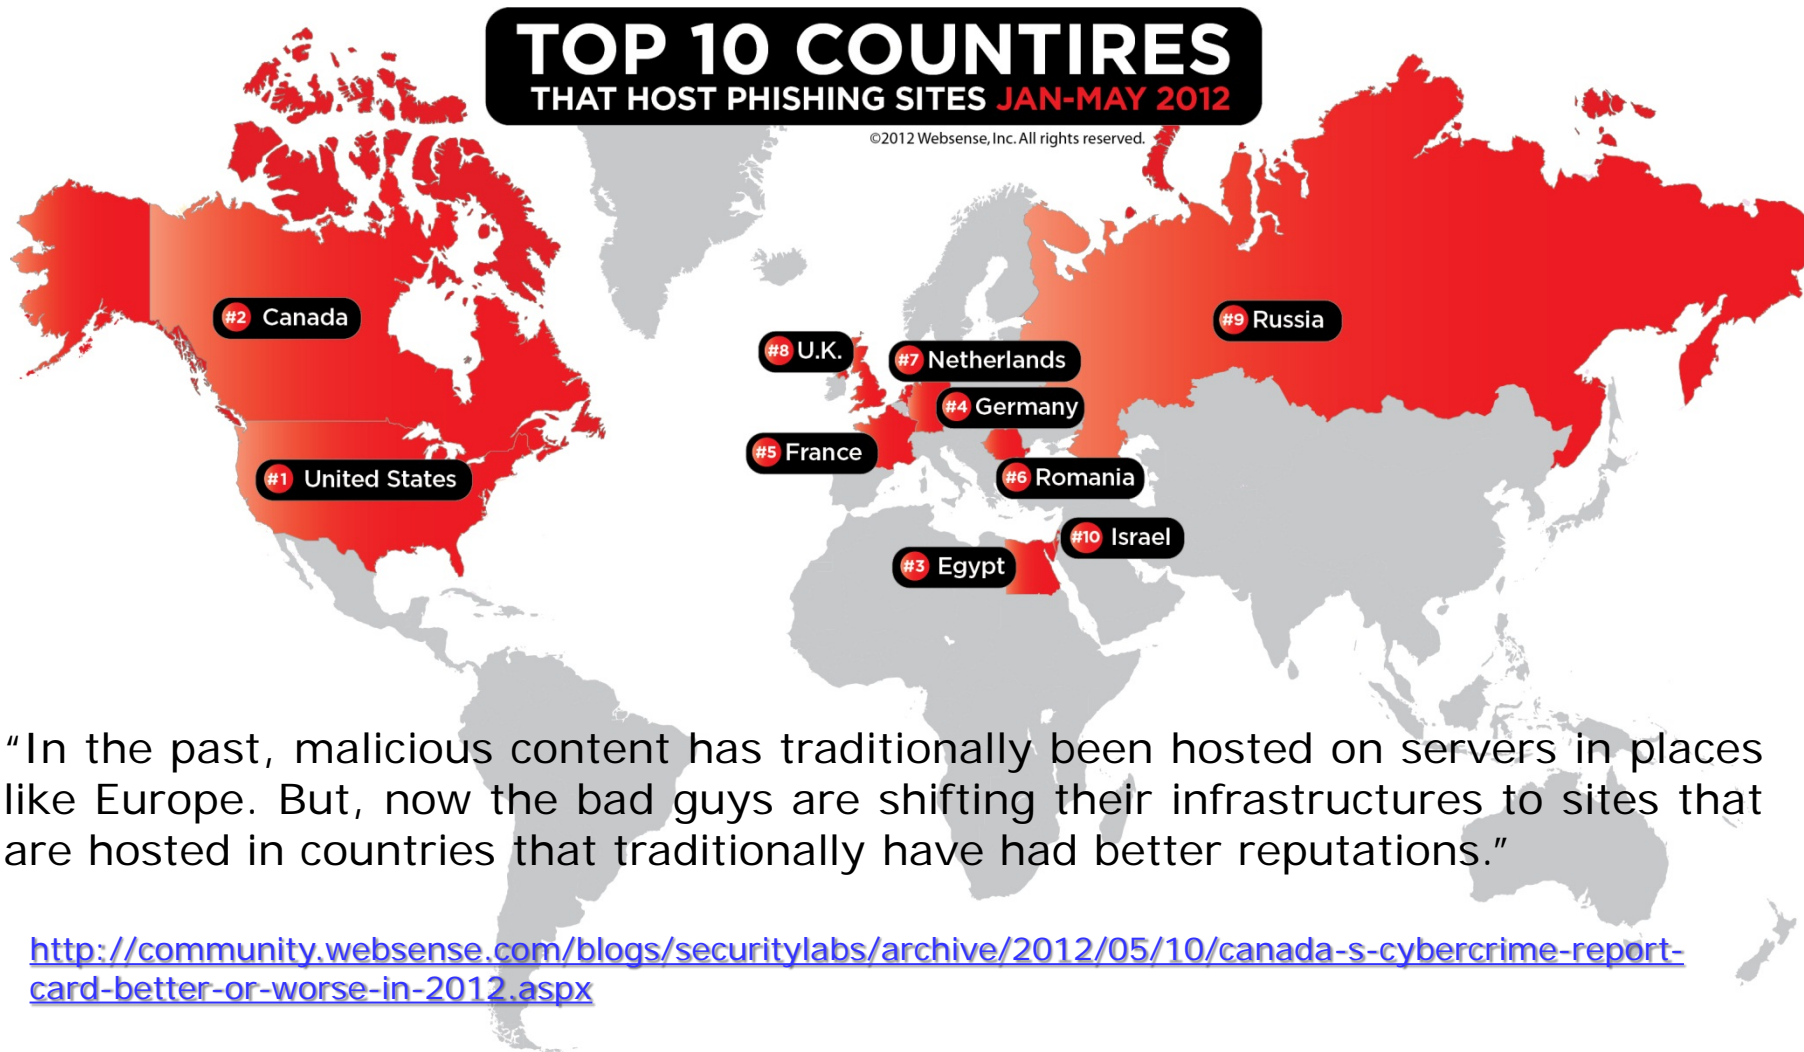 TOP 10 COUNTIRES
THAT HOST PHISHING SITES JAN-MAY 2012
©2012 Websense, Inc. All rights reserved.
#2 Canada
#9 Russia
#8 U.K.
#7 Netherlands
#4 Germany
#5 France
#6 Romania
#1 United States
#10 Israel
#3 Egypt
“In the past, malicious content has traditionally been hosted on servers in places
like Europe. But, now the bad guys are shifting their infrastructures to sites that
are hosted in countries that traditionally have had better reputations.”
http://community.websense.com/blogs/securitylabs/archive/2012/05/10/canada-s-cybercrime-report-
card-better-or-worse-in-2012.aspx